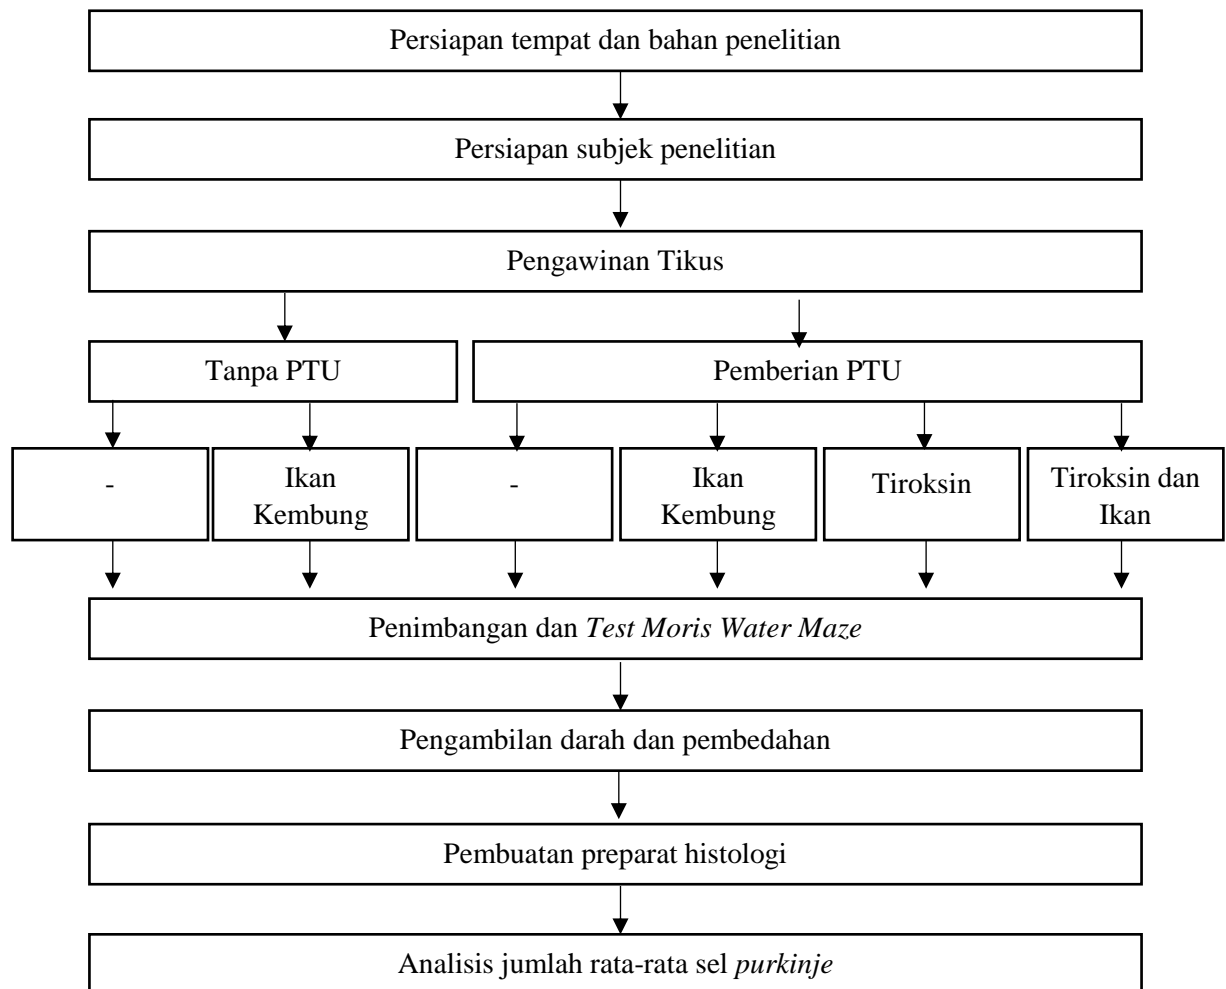 Persiapan tempat dan bahan penelitian
Persiapan subjek penelitian
Pengawinan Tikus
Tanpa PTU
Pemberian PTU
-
Ikan
Kembung
-
Ikan
Kembung
Tiroksin
Tiroksin dan
Ikan
Penimbangan dan Test Moris Water Maze
Pengambilan darah dan pembedahan
Pembuatan preparat histologi
Analisis jumlah rata-rata sel purkinje